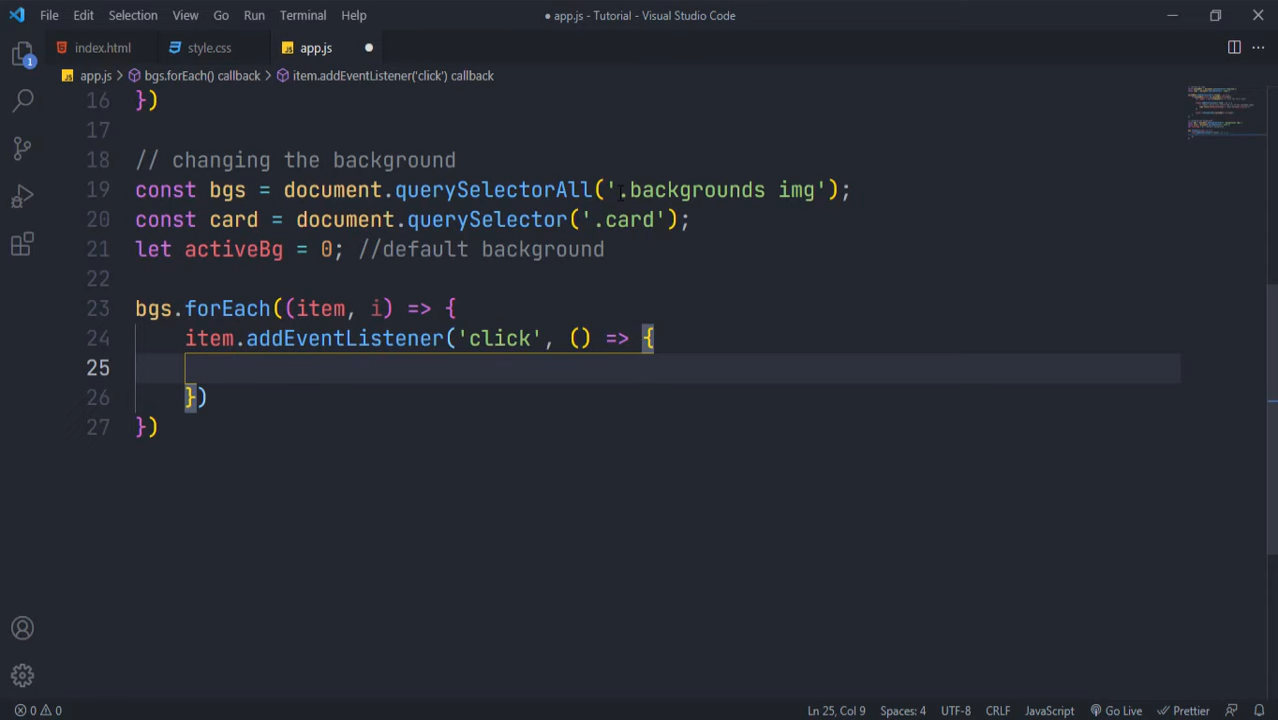 File Edit Selection View Go Run Terminal Help ● app.js - Tutorial - Visual Studio Code
index.html style.css app.js
app.js > bgs.forEach() callback > item.addEventListener('click') callback
16 })
17
18 // changing the background
19 const bgs = document.querySelectorAll('.backgrounds img');
20 const card = document.querySelector('.card');
21 let activeBg = 0; //default background
22
23 bgs.forEach((item, i) => {
24 item.addEventListener('click', () => {
25
26 })
27 })
1
0 0 Ln 25, Col 9 Spaces: 4 UTF-8 CRLF JavaScript Go Live Prettier